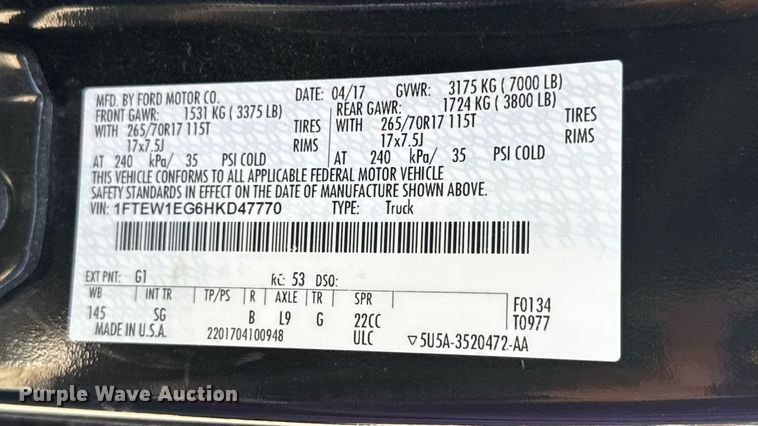 MFD. BY FORD MOTOR CO.
DATE: 04/17 GVWR: 3175 KG ( 7000 LB)
FRONT GAWR: 1531 KG ( 3375 LB) REAR GAWR: 1724 KG ( 3800 LB)
WITH 265/70R17 115T TIRES WITH 265/70R17 115T TIRES
17x7.5J RIMS 17x7.5J RIMS
AT 240 kPa/ 35 PSI COLD AT 240 kPa/ 35 PSI COLD
THIS VEHICLE CONFORMS TO ALL APPLICABLE FEDERAL MOTOR VEHICLE
SAFETY STANDARDS IN EFFECT ON THE DATE OF MANUFACTURE SHOWN ABOVE.
VIN: 1FTEW1EG6HKD47770 TYPE: Truck
EXT PNT: G1 RC: 53 DSO:
WB INT TR TP/PS R AXLE TR SPR F0134
145 SG B L9 G 22CC T0977
MADE IN U.S.A. 2201704100948 ULC ▽5U5A-3520472-AA
Purple Wave Auction